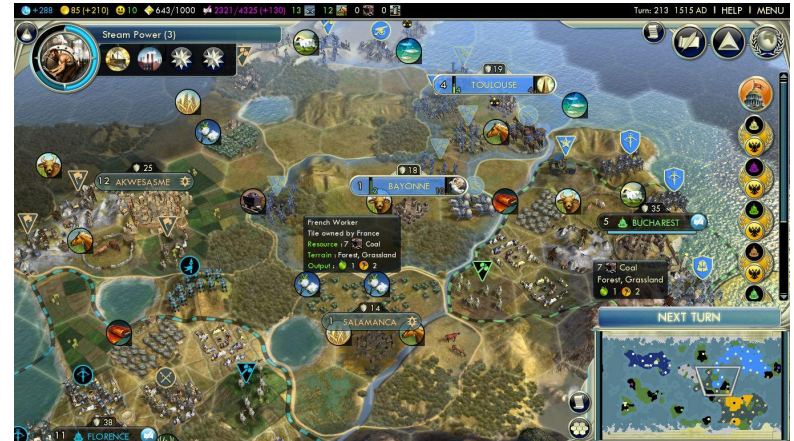 +288 85 (+210) 10 643/1000 2321/4325 (+130) 13 12 0 0
Turn: 213 1515 AD | HELP | MENU
Steam Power (3)
19
4 TOULOUSE
25
12 AKWESASME
18
1 BAYONNE
35
5 BUCHAREST
French Worker
Tile owned by France
Resource : 7 Coal
Terrain : Forest, Grassland
Output : 1 2
7 Coal
Forest, Grassland
1 2
14
1 SALAMANCA
NEXT TURN
38
11 FLORENCE